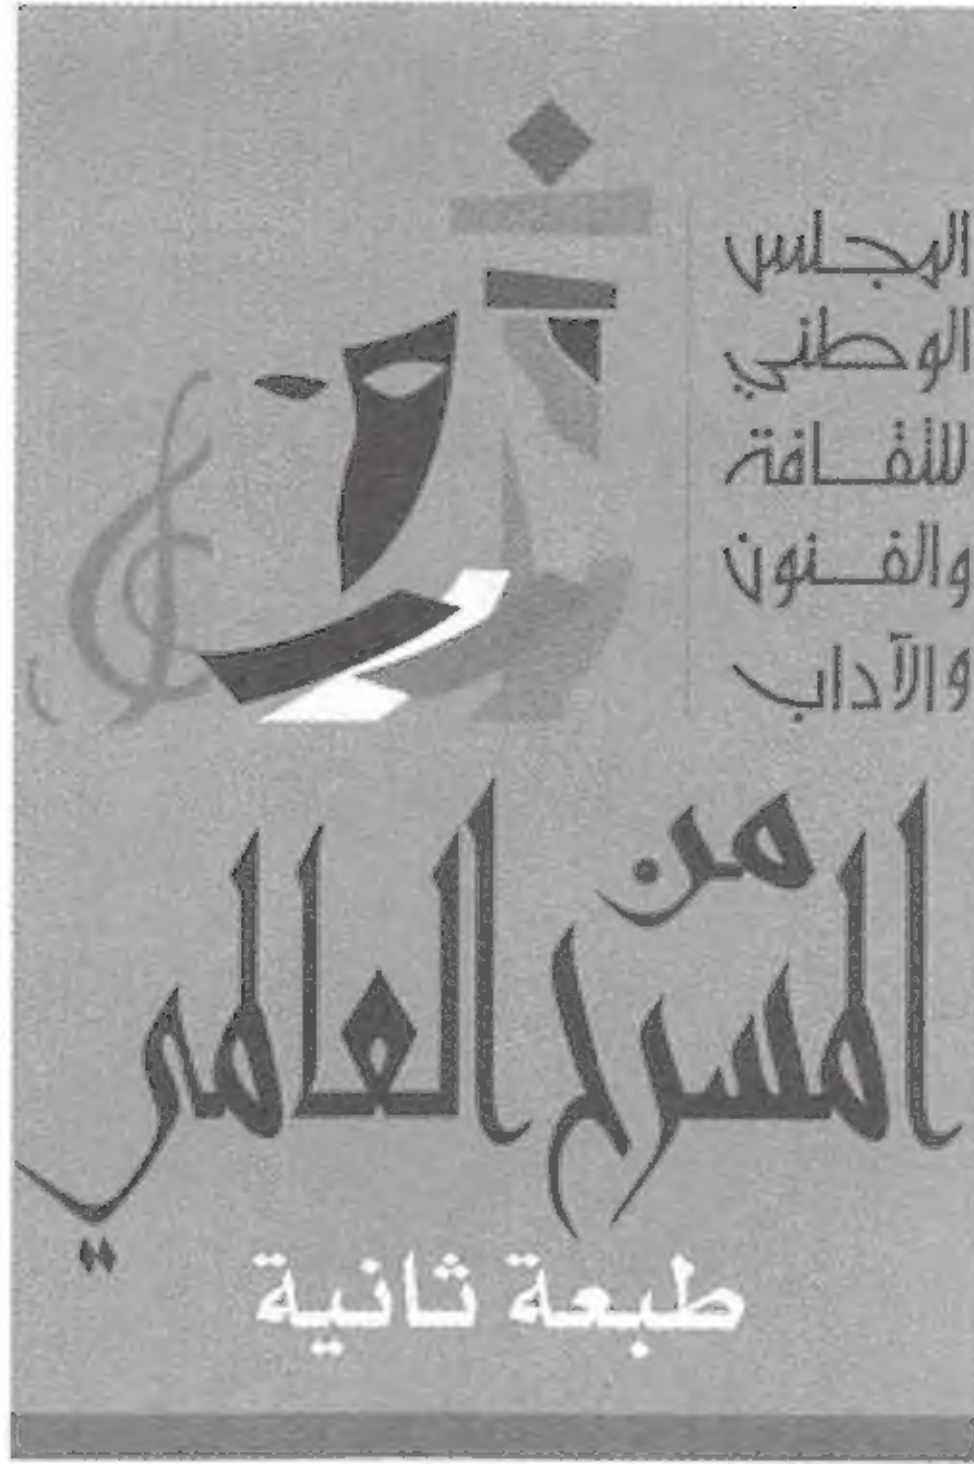 المجلس
الوطني
للثقافة
والفنون
والآداب
من
المسرح العالمي
طبعة ثانية